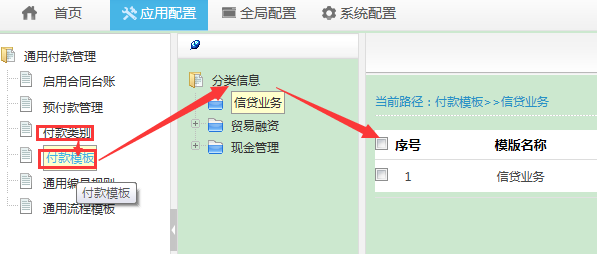 首页 应用配置 全局配置 系统配置
通用付款管理
启用合同台账
预付款管理
付款类别
付款模板
付款模板
通用编号规则
通用流程模板
分类信息
信贷业务
贸易融资
现金管理
当前路径：付款模板>>信贷业务
序号 模版名称
1 信贷业务